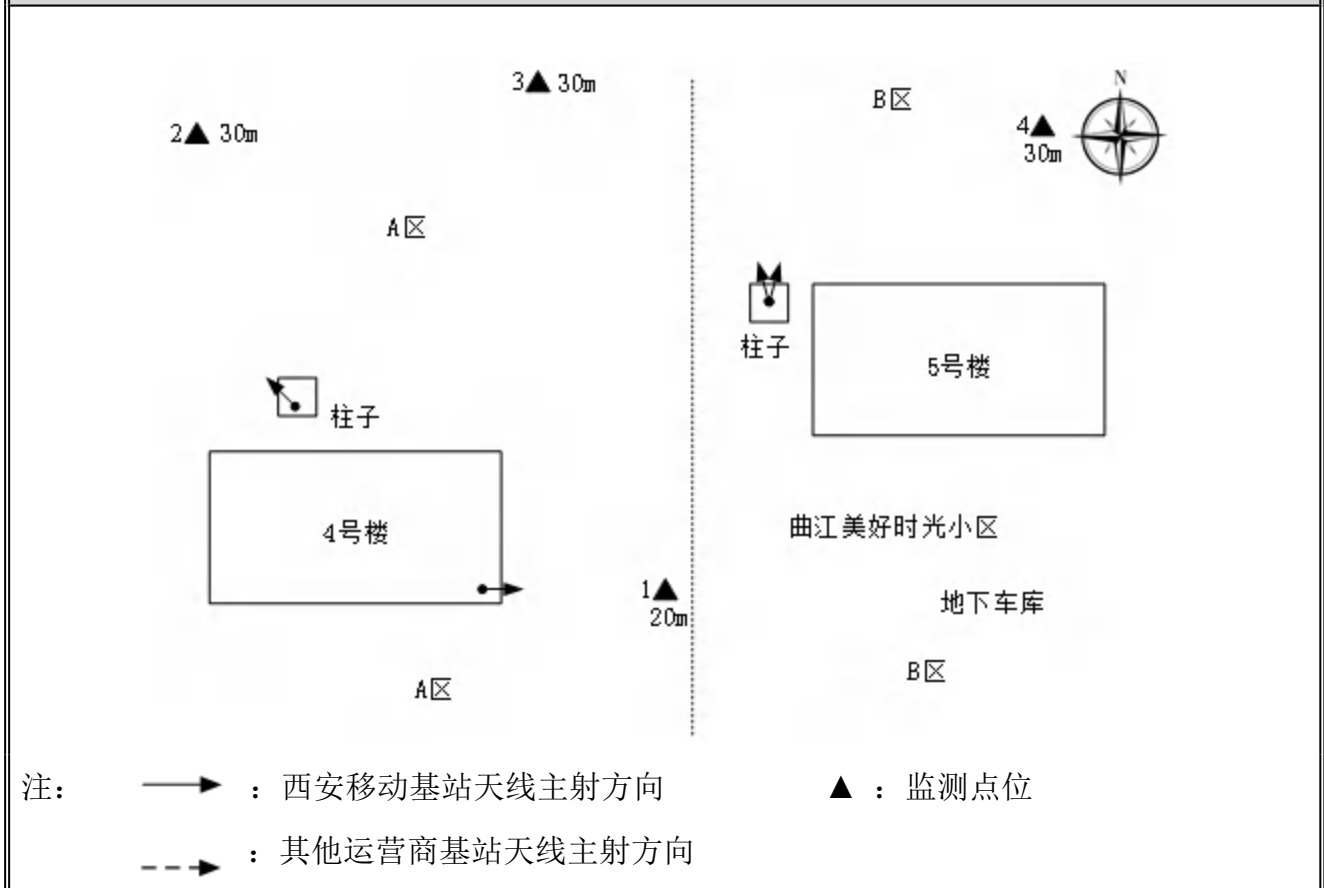 3▲ 30m
B区
N
2▲ 30m
4▲
30m
A区
柱子
5号楼
柱子
4号楼
曲江美好时光小区
1▲
20m
地下车库
B区
A区
注： ：西安移动基站天线主射方向 ▲ ：监测点位
：其他运营商基站天线主射方向